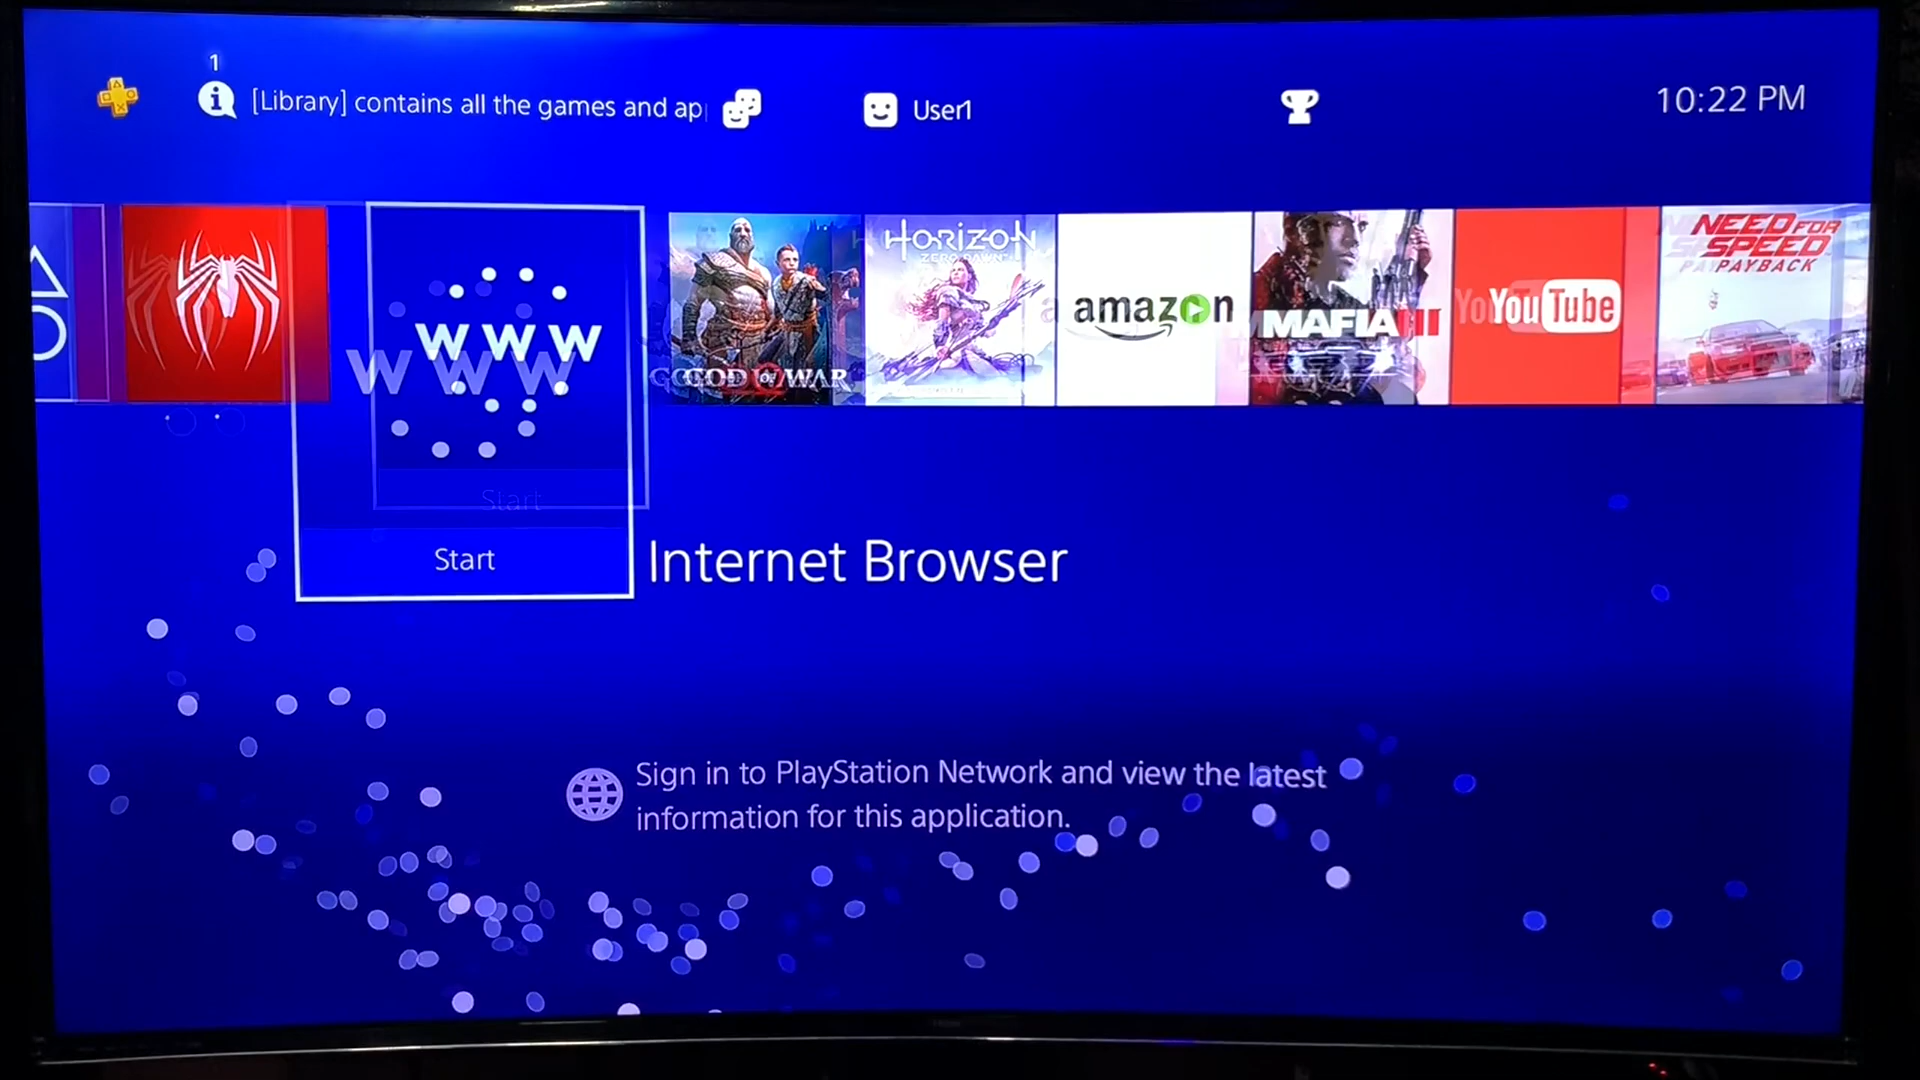 1
[Library] contains all the games and ap
User1
10:22 PM
HORIZON
ZERO DAWN
NEED FOR
SPEED
PAYBACK
www
amazon
MAFIA III
YouTube
GOD OF WAR
Start
Start
Internet Browser
Sign in to PlayStation Network and view the latest
information for this application.